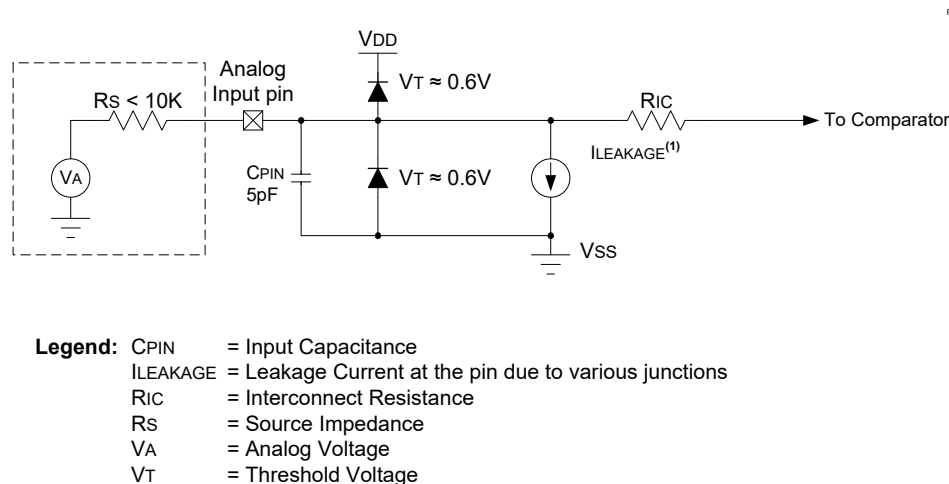 VDD
Analog
Input pin
RS < 10K
VT ≈ 0.6V
RIC
To Comparator
ILEAKAGE(1)
CPIN
5pF
VT ≈ 0.6V
VA
VSS
Legend: CPIN = Input Capacitance
ILEAKAGE = Leakage Current at the pin due to various junctions
RIC = Interconnect Resistance
RS = Source Impedance
VA = Analog Voltage
VT = Threshold Voltage